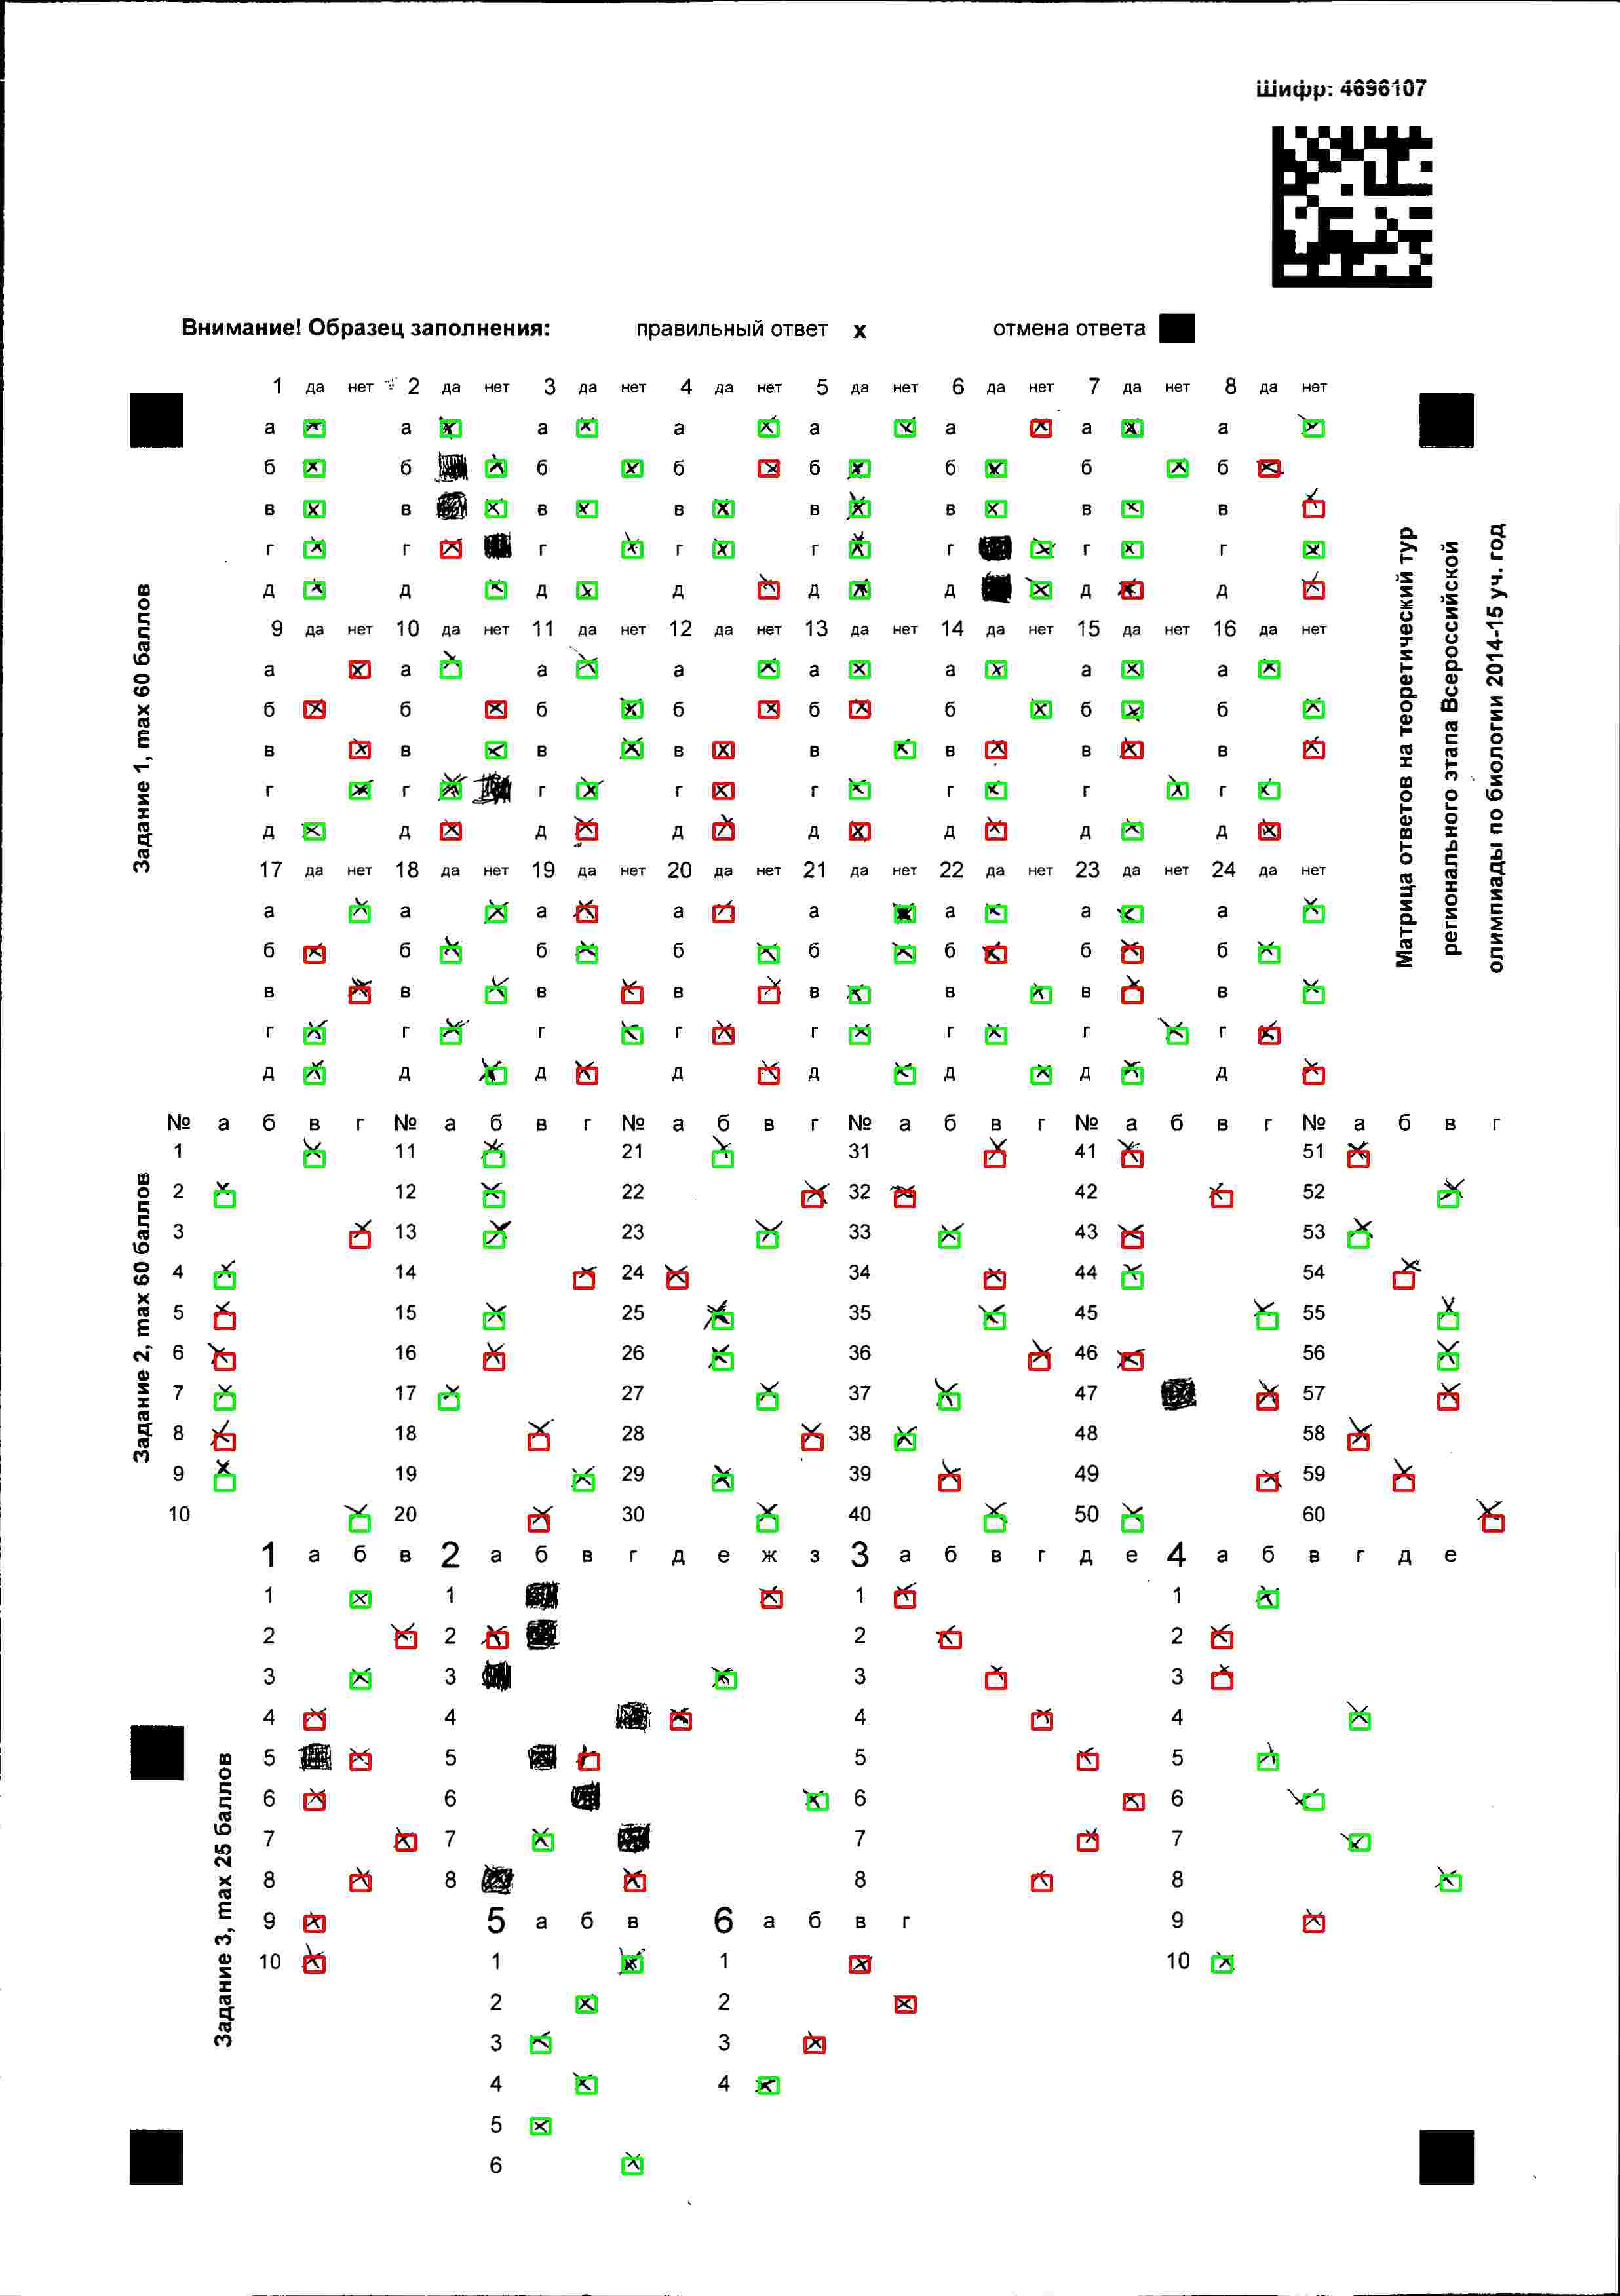 Шифр: 4696107
Внимание! Образец заполнения: правильный ответ х отмена ответа
1 да нет 2 да нет 3 да нет 4 да нет 5 да нет 6 да нет 7 да нет 8 да нет
а а а а а а а а
б б б б б б б б
в в в в в в в в
г г г г г г г г
д д д д д д д д
9 да нет 10 да нет 11 да нет 12 да нет 13 да нет 14 да нет 15 да нет 16 да нет
а а а а а а а а
б б б б б б б б
в в в в в в в в
г г г г г г г г
д д д д д д д д
17 да нет 18 да нет 19 да нет 20 да нет 21 да нет 22 да нет 23 да нет 24 да нет
а а а а а а а а
б б б б б б б б
в в в в в в в в
г г г г г г г г
д д д д д д д д
Задание 1, max 60 баллов
Матрица ответов на теоретический тур
регионального этапа Всероссийской
олимпиады по биологии 2014-15 уч. год
№ а б в г № а б в г № а б в г № а б в г № а б в г № а б в г
1 11 21 31 41 51
2 12 22 32 42 52
3 13 23 33 43 53
4 14 24 34 44 54
5 15 25 35 45 55
6 16 26 36 46 56
7 17 27 37 47 57
8 18 28 38 48 58
9 19 29 39 49 59
10 20 30 40 50 60
Задание 2, max 60 баллов
1 а б в 2 а б в г д е ж з 3 а б в г д е 4 а б в г д е
1 1 1 1
2 2 2 2
3 3 3 3
4 4 4 4
5 5 5 5
6 6 6 6
7 7 7 7
8 8 8 8
9 5 а б в 6 а б в г 9
10 1 1 10
2 2
3 3
4 4
5
6
Задание 3, max 25 баллов